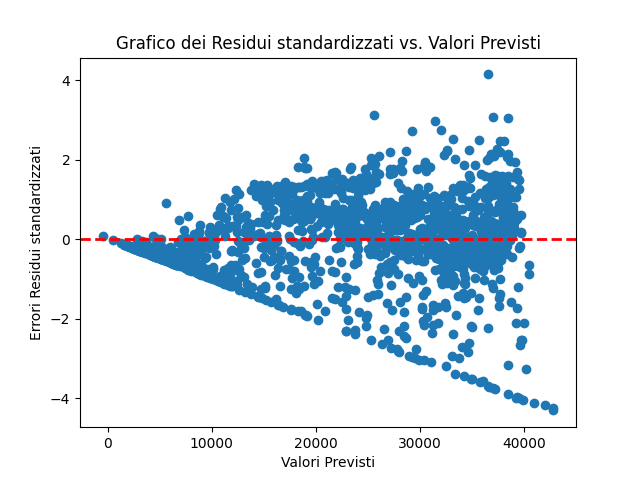 Grafico dei Residui standardizzati vs. Valori Previsti
Errori Residui standardizzati
4
2
0
−2
−4
0 10000 20000 30000 40000
Valori Previsti